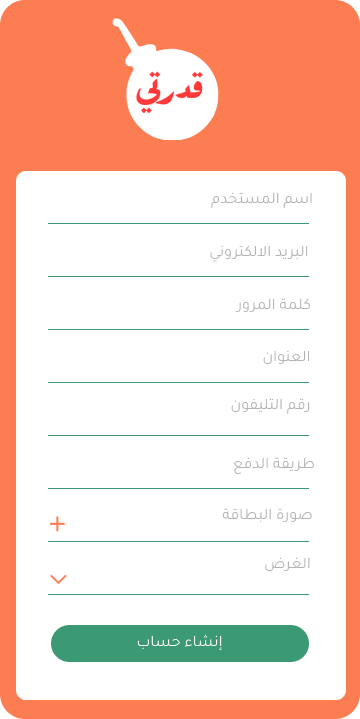 قدرتي
اسم المستخدم
البريد الالكتروني
كلمة المرور
العنوان
رقم التليفون
طريقة الدفع
صورة البطاقة
الغرض
إنشاء حساب